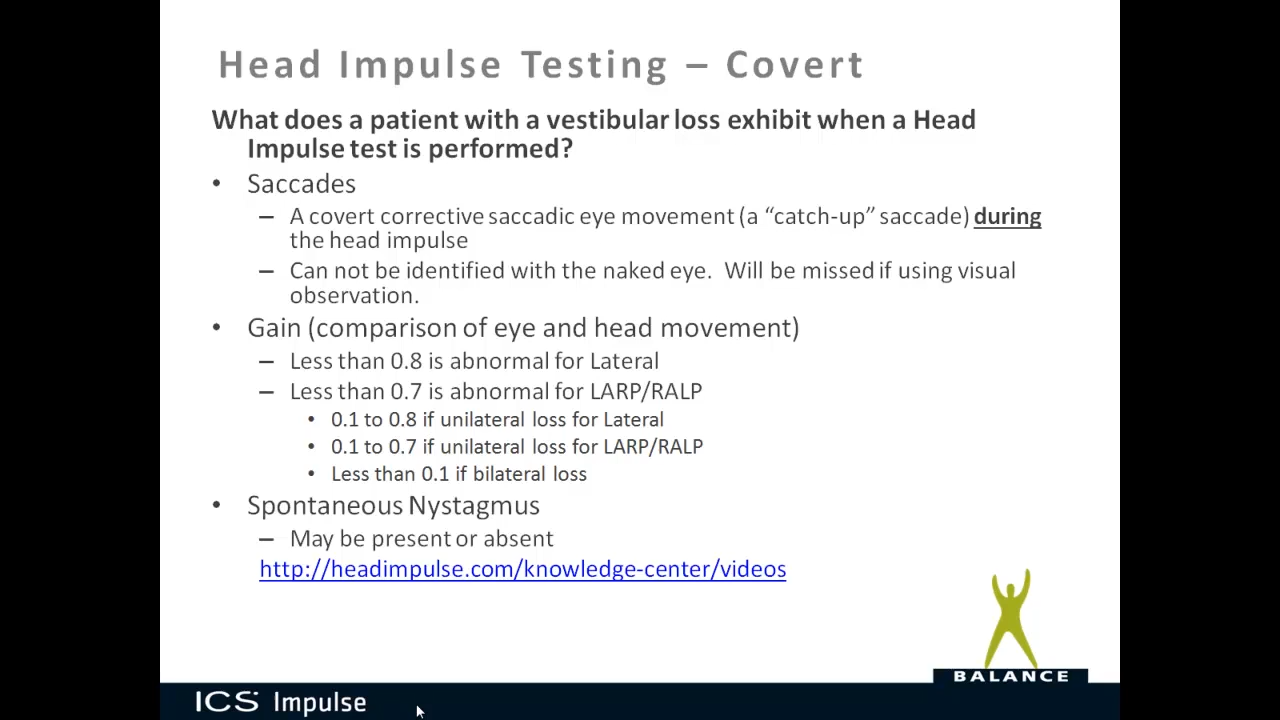 Head Impulse Testing – Covert
What does a patient with a vestibular loss exhibit when a Head
Impulse test is performed?
• Saccades
– A covert corrective saccadic eye movement (a “catch-up” saccade) during
the head impulse
– Can not be identified with the naked eye. Will be missed if using visual
observation.
• Gain (comparison of eye and head movement)
– Less than 0.8 is abnormal for Lateral
– Less than 0.7 is abnormal for LARP/RALP
• 0.1 to 0.8 if unilateral loss for Lateral
• 0.1 to 0.7 if unilateral loss for LARP/RALP
• Less than 0.1 if bilateral loss
• Spontaneous Nystagmus
– May be present or absent
http://headimpulse.com/knowledge-center/videos
BALANCE
ICS Impulse